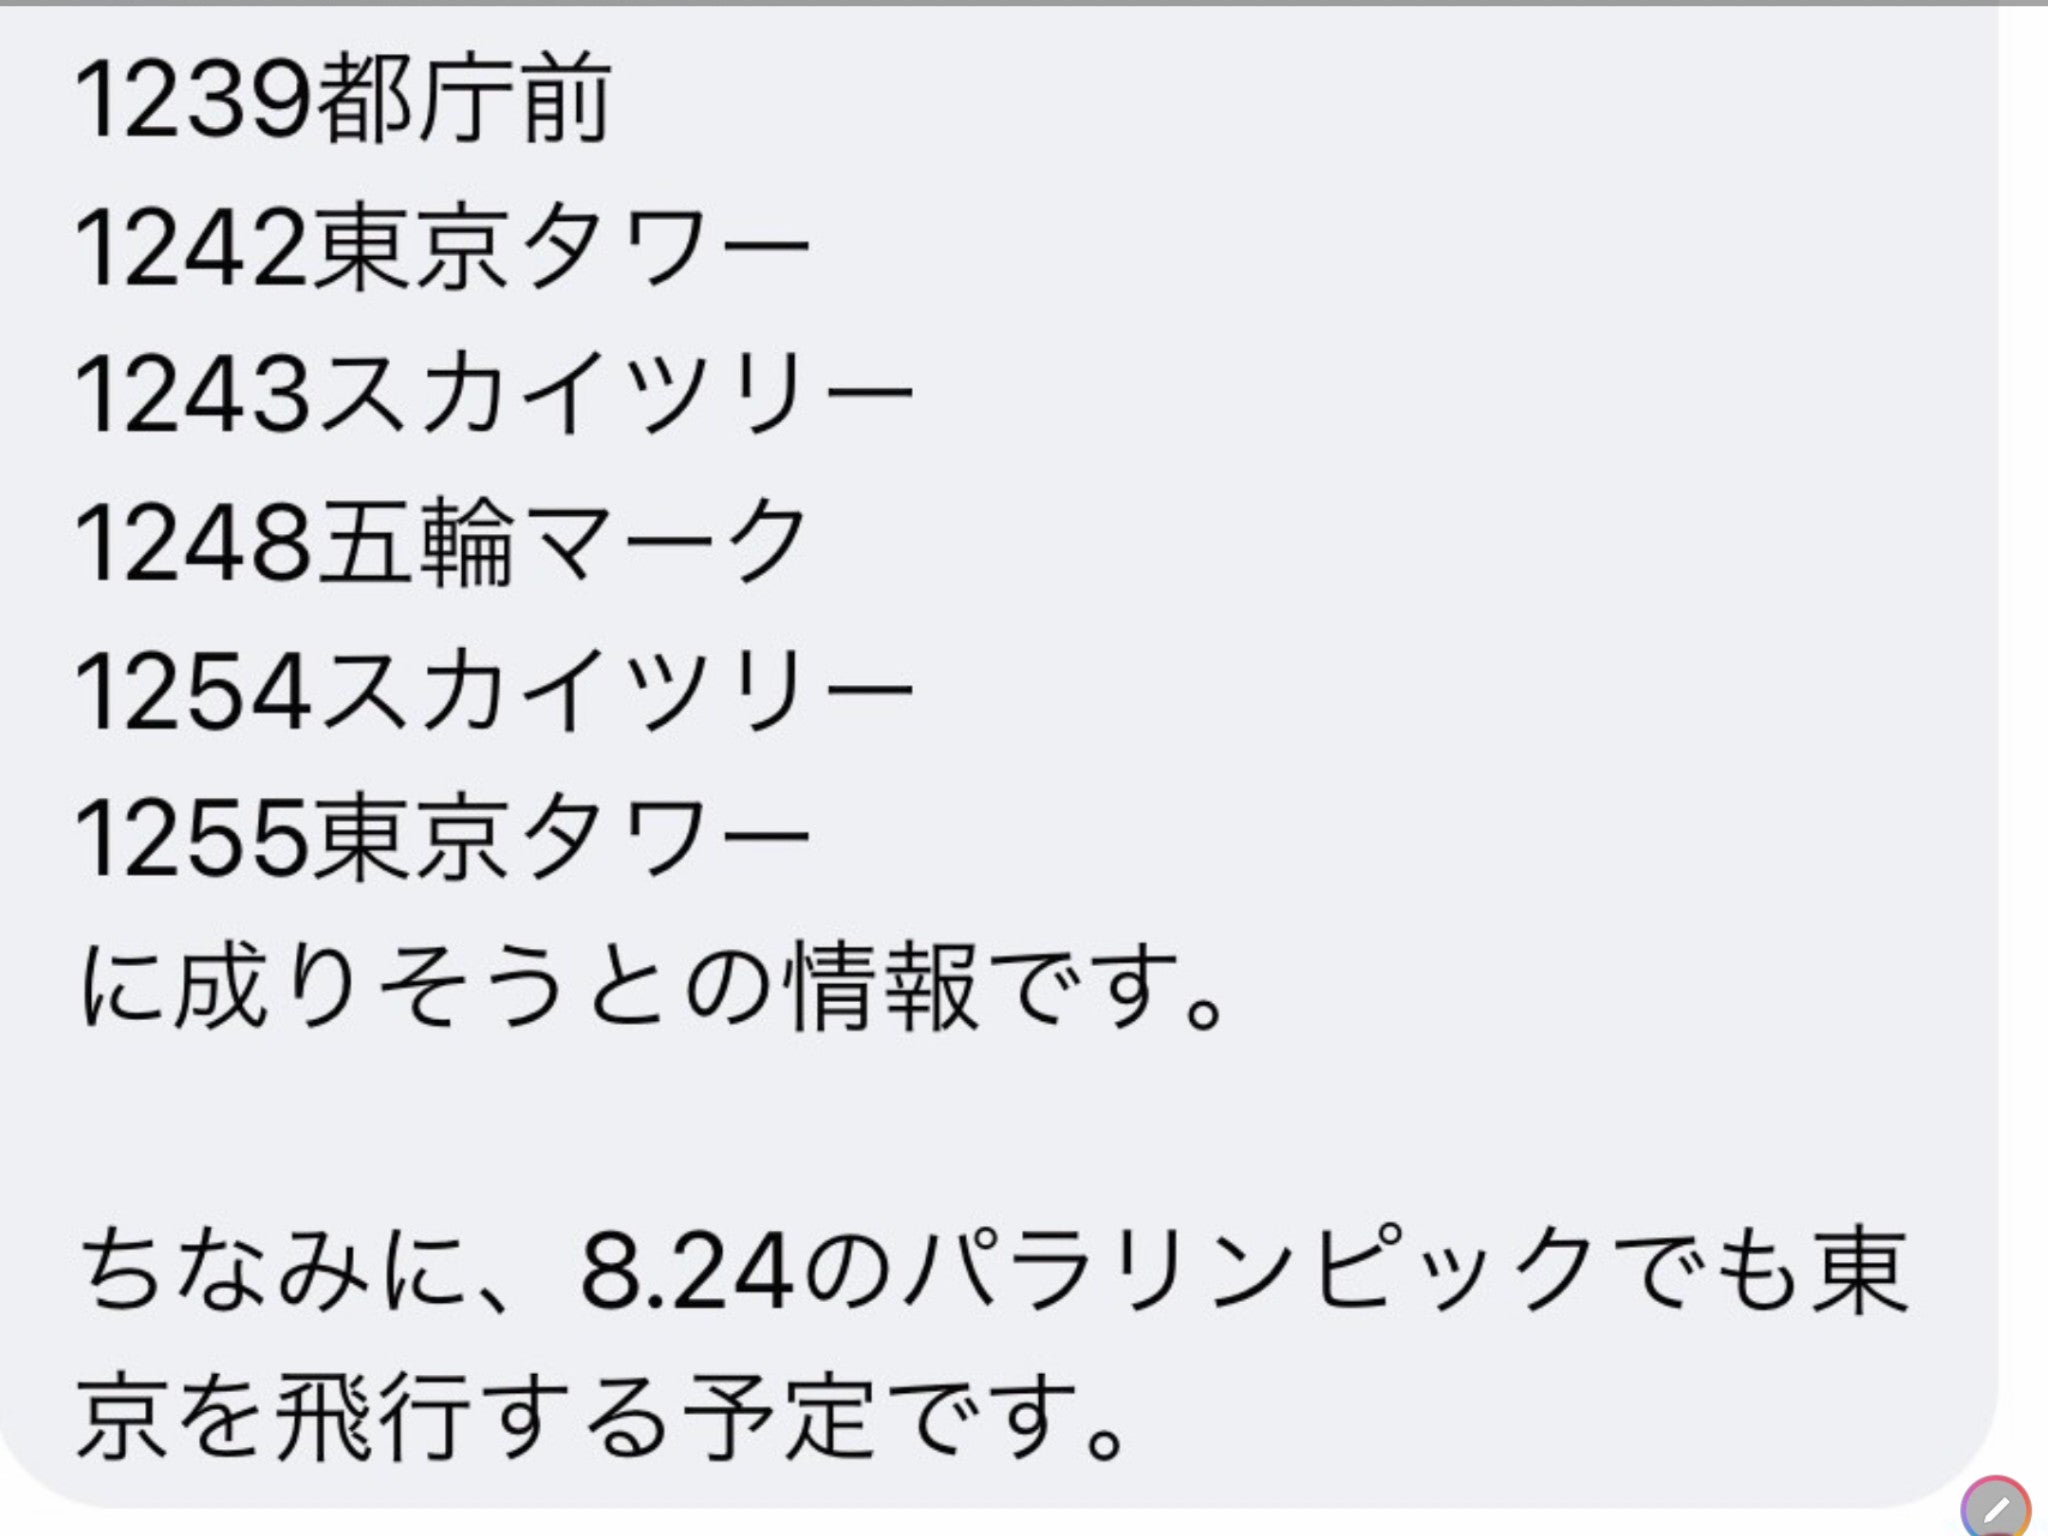 1239都庁前
1242東京タワー
1243スカイツリー
1248五輪マーク
1254スカイツリー
1255東京タワー
に成りそうとの情報です。
ちなみに、8.24のパラリンピックでも東
京を飛行する予定です。